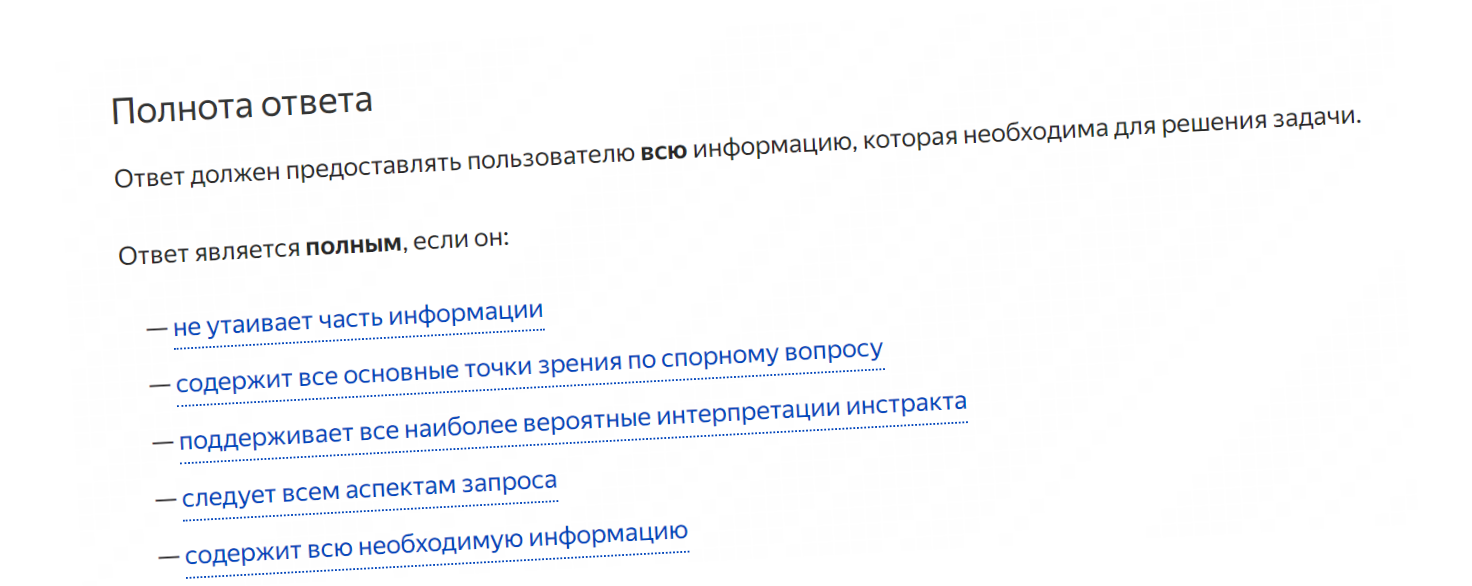 Полнота ответа
Ответ должен предоставлять пользователю всю информацию, которая необходима для решения задачи.
Ответ является полным, если он:
— не утаивает часть информации
— содержит все основные точки зрения по спорному вопросу
— поддерживает все наиболее вероятные интерпретации инстракта
— следует всем аспектам запроса
— содержит всю необходимую информацию